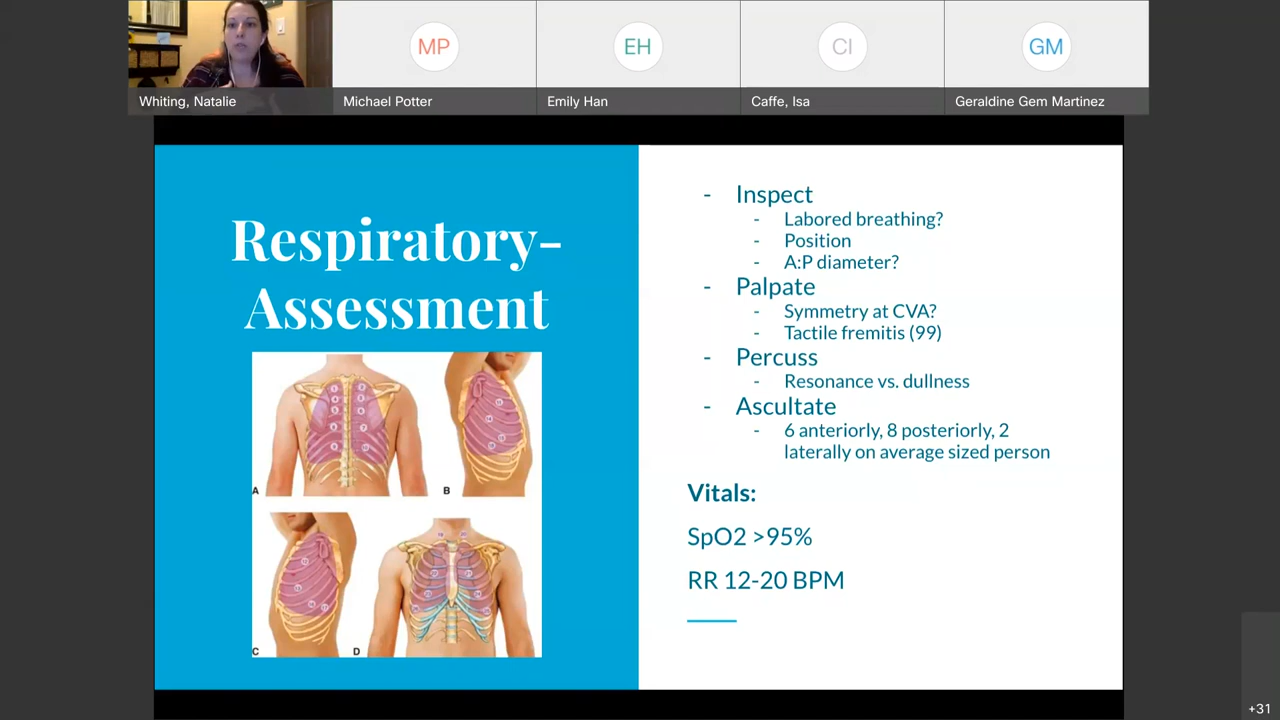 MP
EH
CI
GM
Whiting, Natalie
Michael Potter
Emily Han
Caffe, Isa
Geraldine Gem Martinez
Respiratory-
Assessment
A
B
C
D
- Inspect
- Labored breathing?
- Position
- A:P diameter?
- Palpate
- Symmetry at CVA?
- Tactile fremitis (99)
- Percuss
- Resonance vs. dullness
- Ascultate
- 6 anteriorly, 8 posteriorly, 2
laterally on average sized person
Vitals:
SpO2 >95%
RR 12-20 BPM
+31